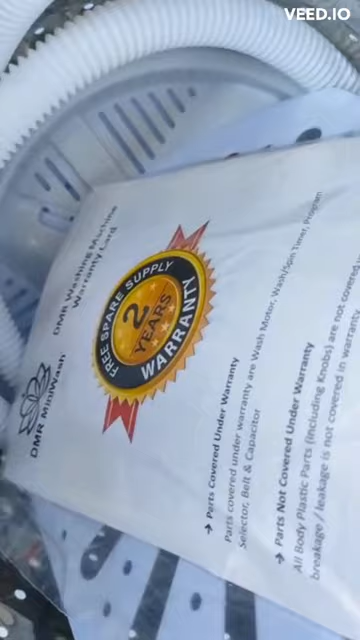 VEED.IO
DMR MiniWash
DMR Washing Machine
Warranty Card
FREE SPARE SUPPLY
2
YEARS
WARRANTY
→ Parts Covered Under Warranty
Parts covered under warranty are Wash Motor, Wash/Spin Timer, Program
Selector, Belt & Capacitor
→ Parts Not Covered Under Warranty
All Body Plastic Parts (Including Knobs) are not covered
breakage / leakage is not covered in warranty